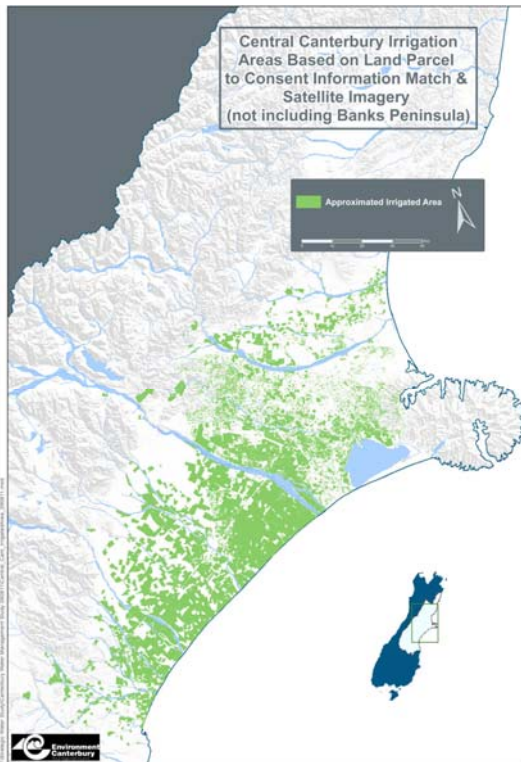 Central Canterbury Irrigation
Areas Based on Land Parcel
to Consent Information Match &
Satellite Imagery
(not including Banks Peninsula)
Approximated Irrigated Area
N
Environment
Canterbury